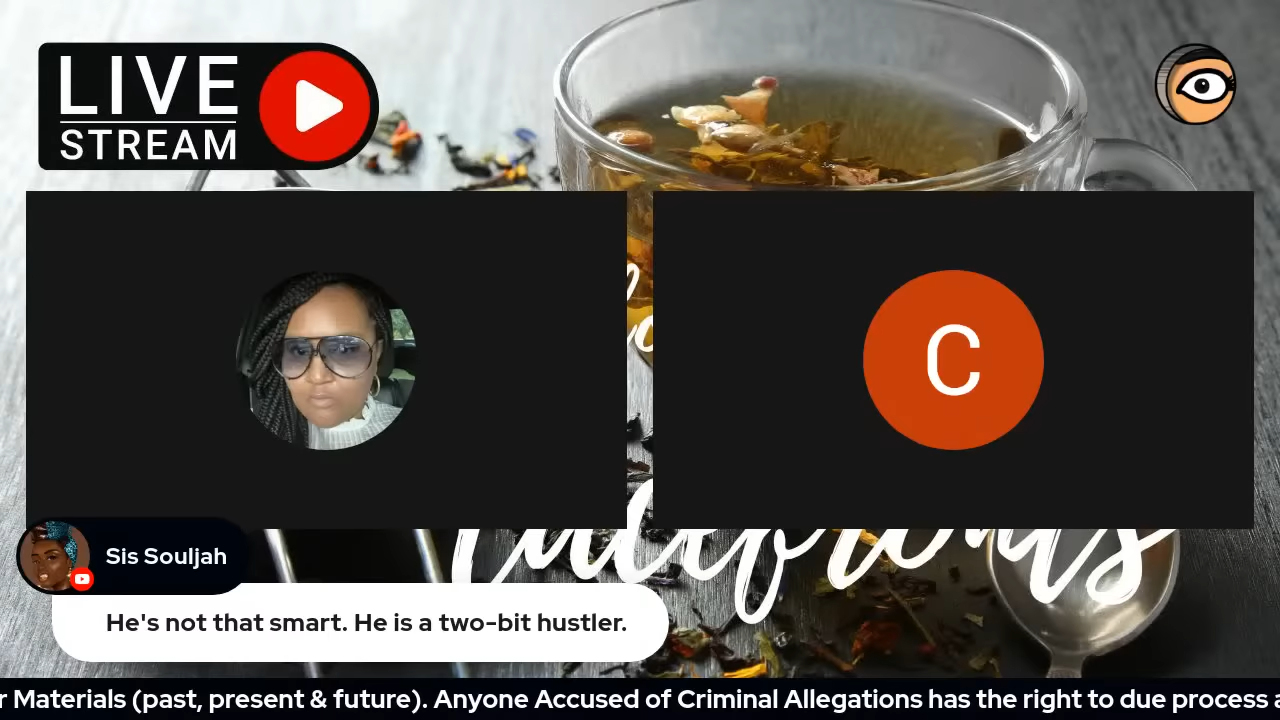 LIVE
STREAM
C
Sis Souljah
He's not that smart. He is a two-bit hustler.
r Materials (past, present & future). Anyone Accused of Criminal Allegations has the right to due process a